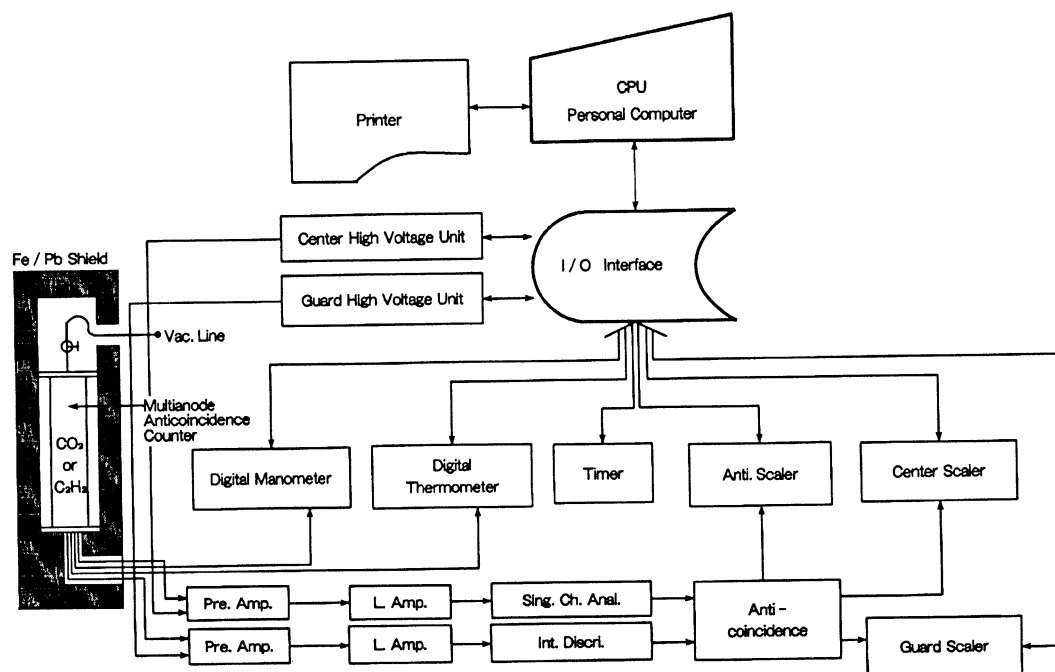 CPU
Personal Computer
Printer
Center High Voltage Unit
I / O Interface
Fe / Pb Shield
Guard High Voltage Unit
Vac. Line
Multianode
Anticoincidence
Counter
CO₂
or
C₂H₂
Digital Manometer
Digital
Thermometer
Timer
Anti. Scaler
Center Scaler
Pre. Amp.
L. Amp.
Sing. Ch. Anal.
Anti -
coincidence
Pre. Amp.
L. Amp.
Int. Discri.
Guard Scaler